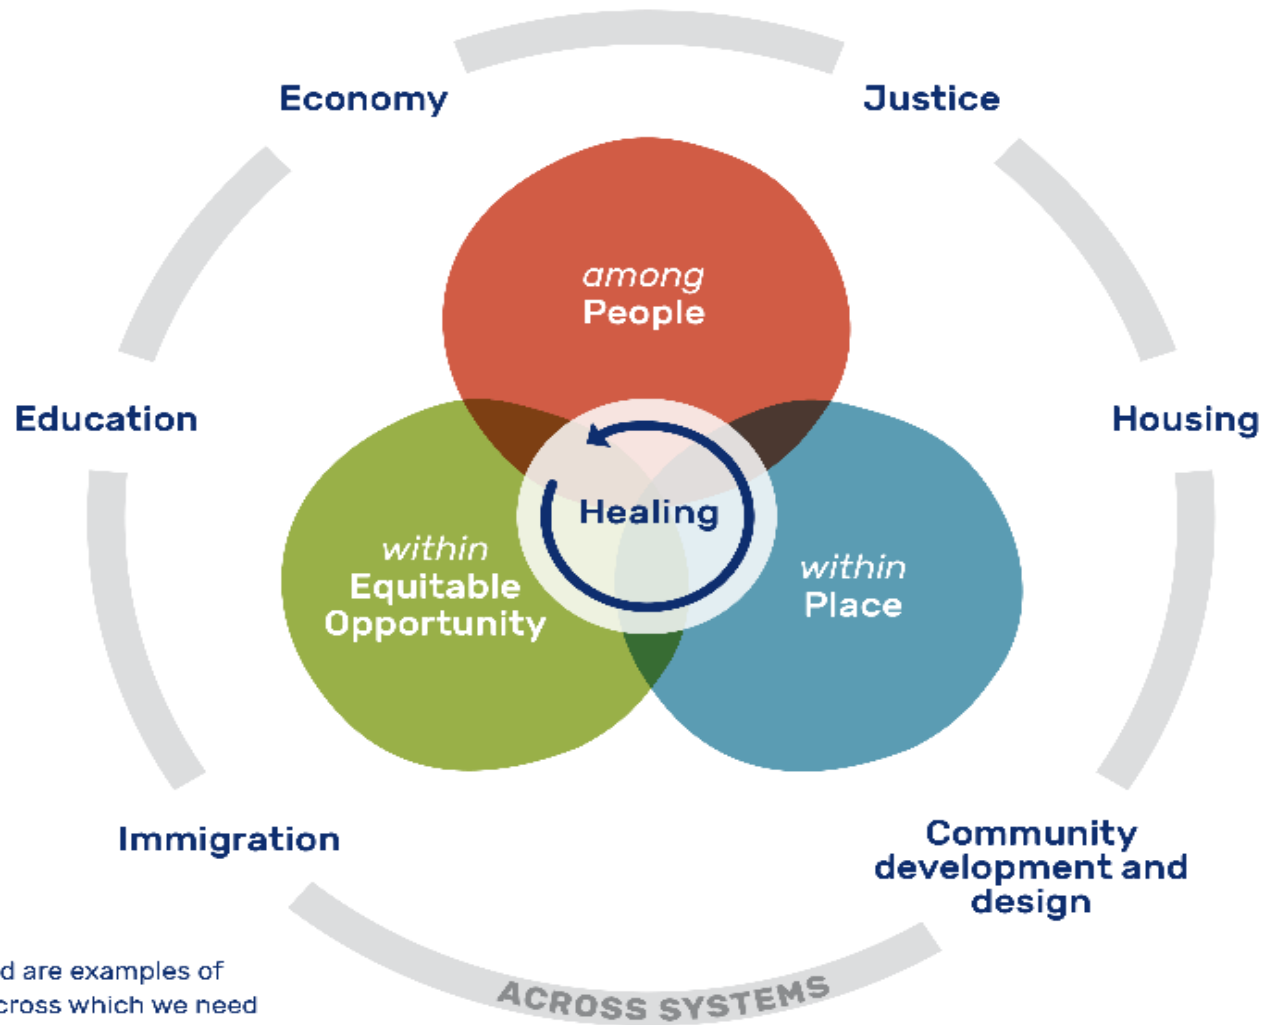 Economy
Justice
among
People
Education
Housing
Healing
within
Equitable
Opportunity
within
Place
Immigration
Community
development and
design
d are examples of
cross which we need
ACROSS SYSTEMS